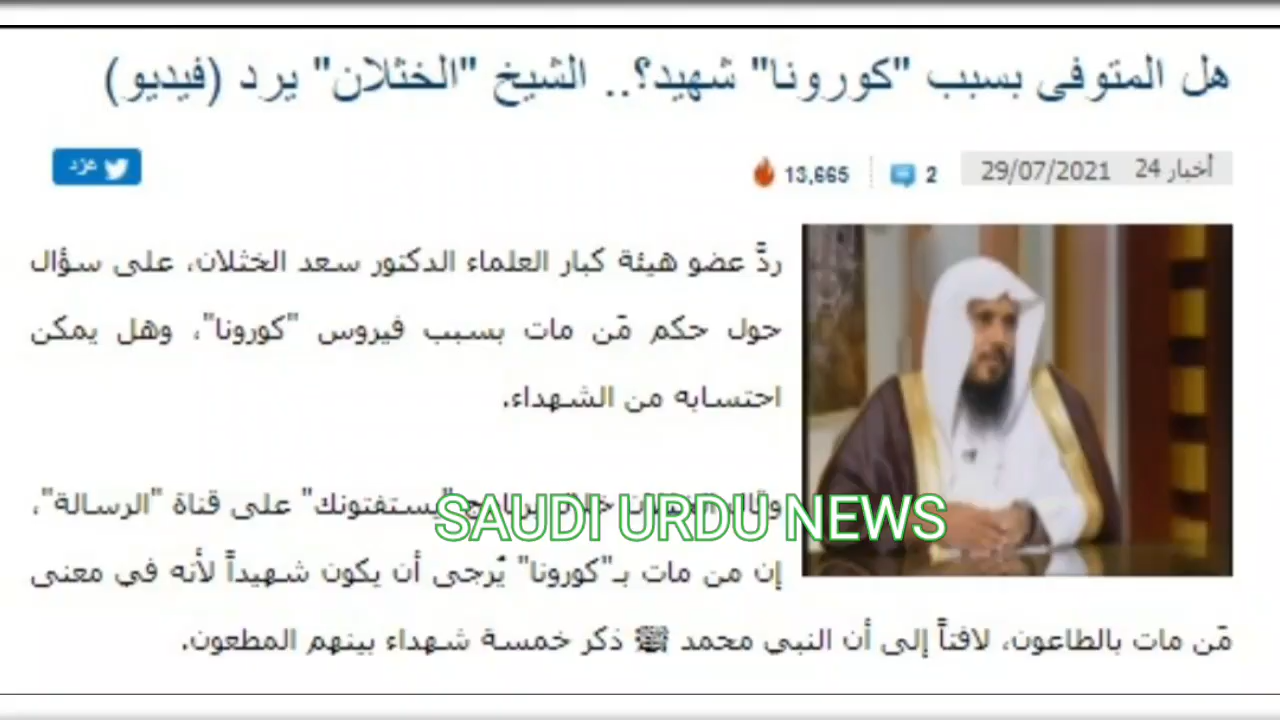 هل المتوفى بسبب "كورونا" شهيد؟.. الشيخ "الخثلان" يرد (فيديو)
أخبار 24 29/07/2021 2 13,665 غرّد
ردَّ عضو هيئة كبار العلماء الدكتور سعد الخثلان، على سؤال
حول حكم مَن مات بسبب فيروس "كورونا"، وهل يمكن
احتسابه من الشهداء.
"يستفتونك" على قناة "الرسالة"،
SAUDI URDU NEWS
إن من مات بـ"كورونا" يُرجى أن يكون شهيداً لأنه في معنى
مَن مات بالطاعون، لافتاً إلى أن النبي محمد ﷺ ذكر خمسة شهداء بينهم المطعون.